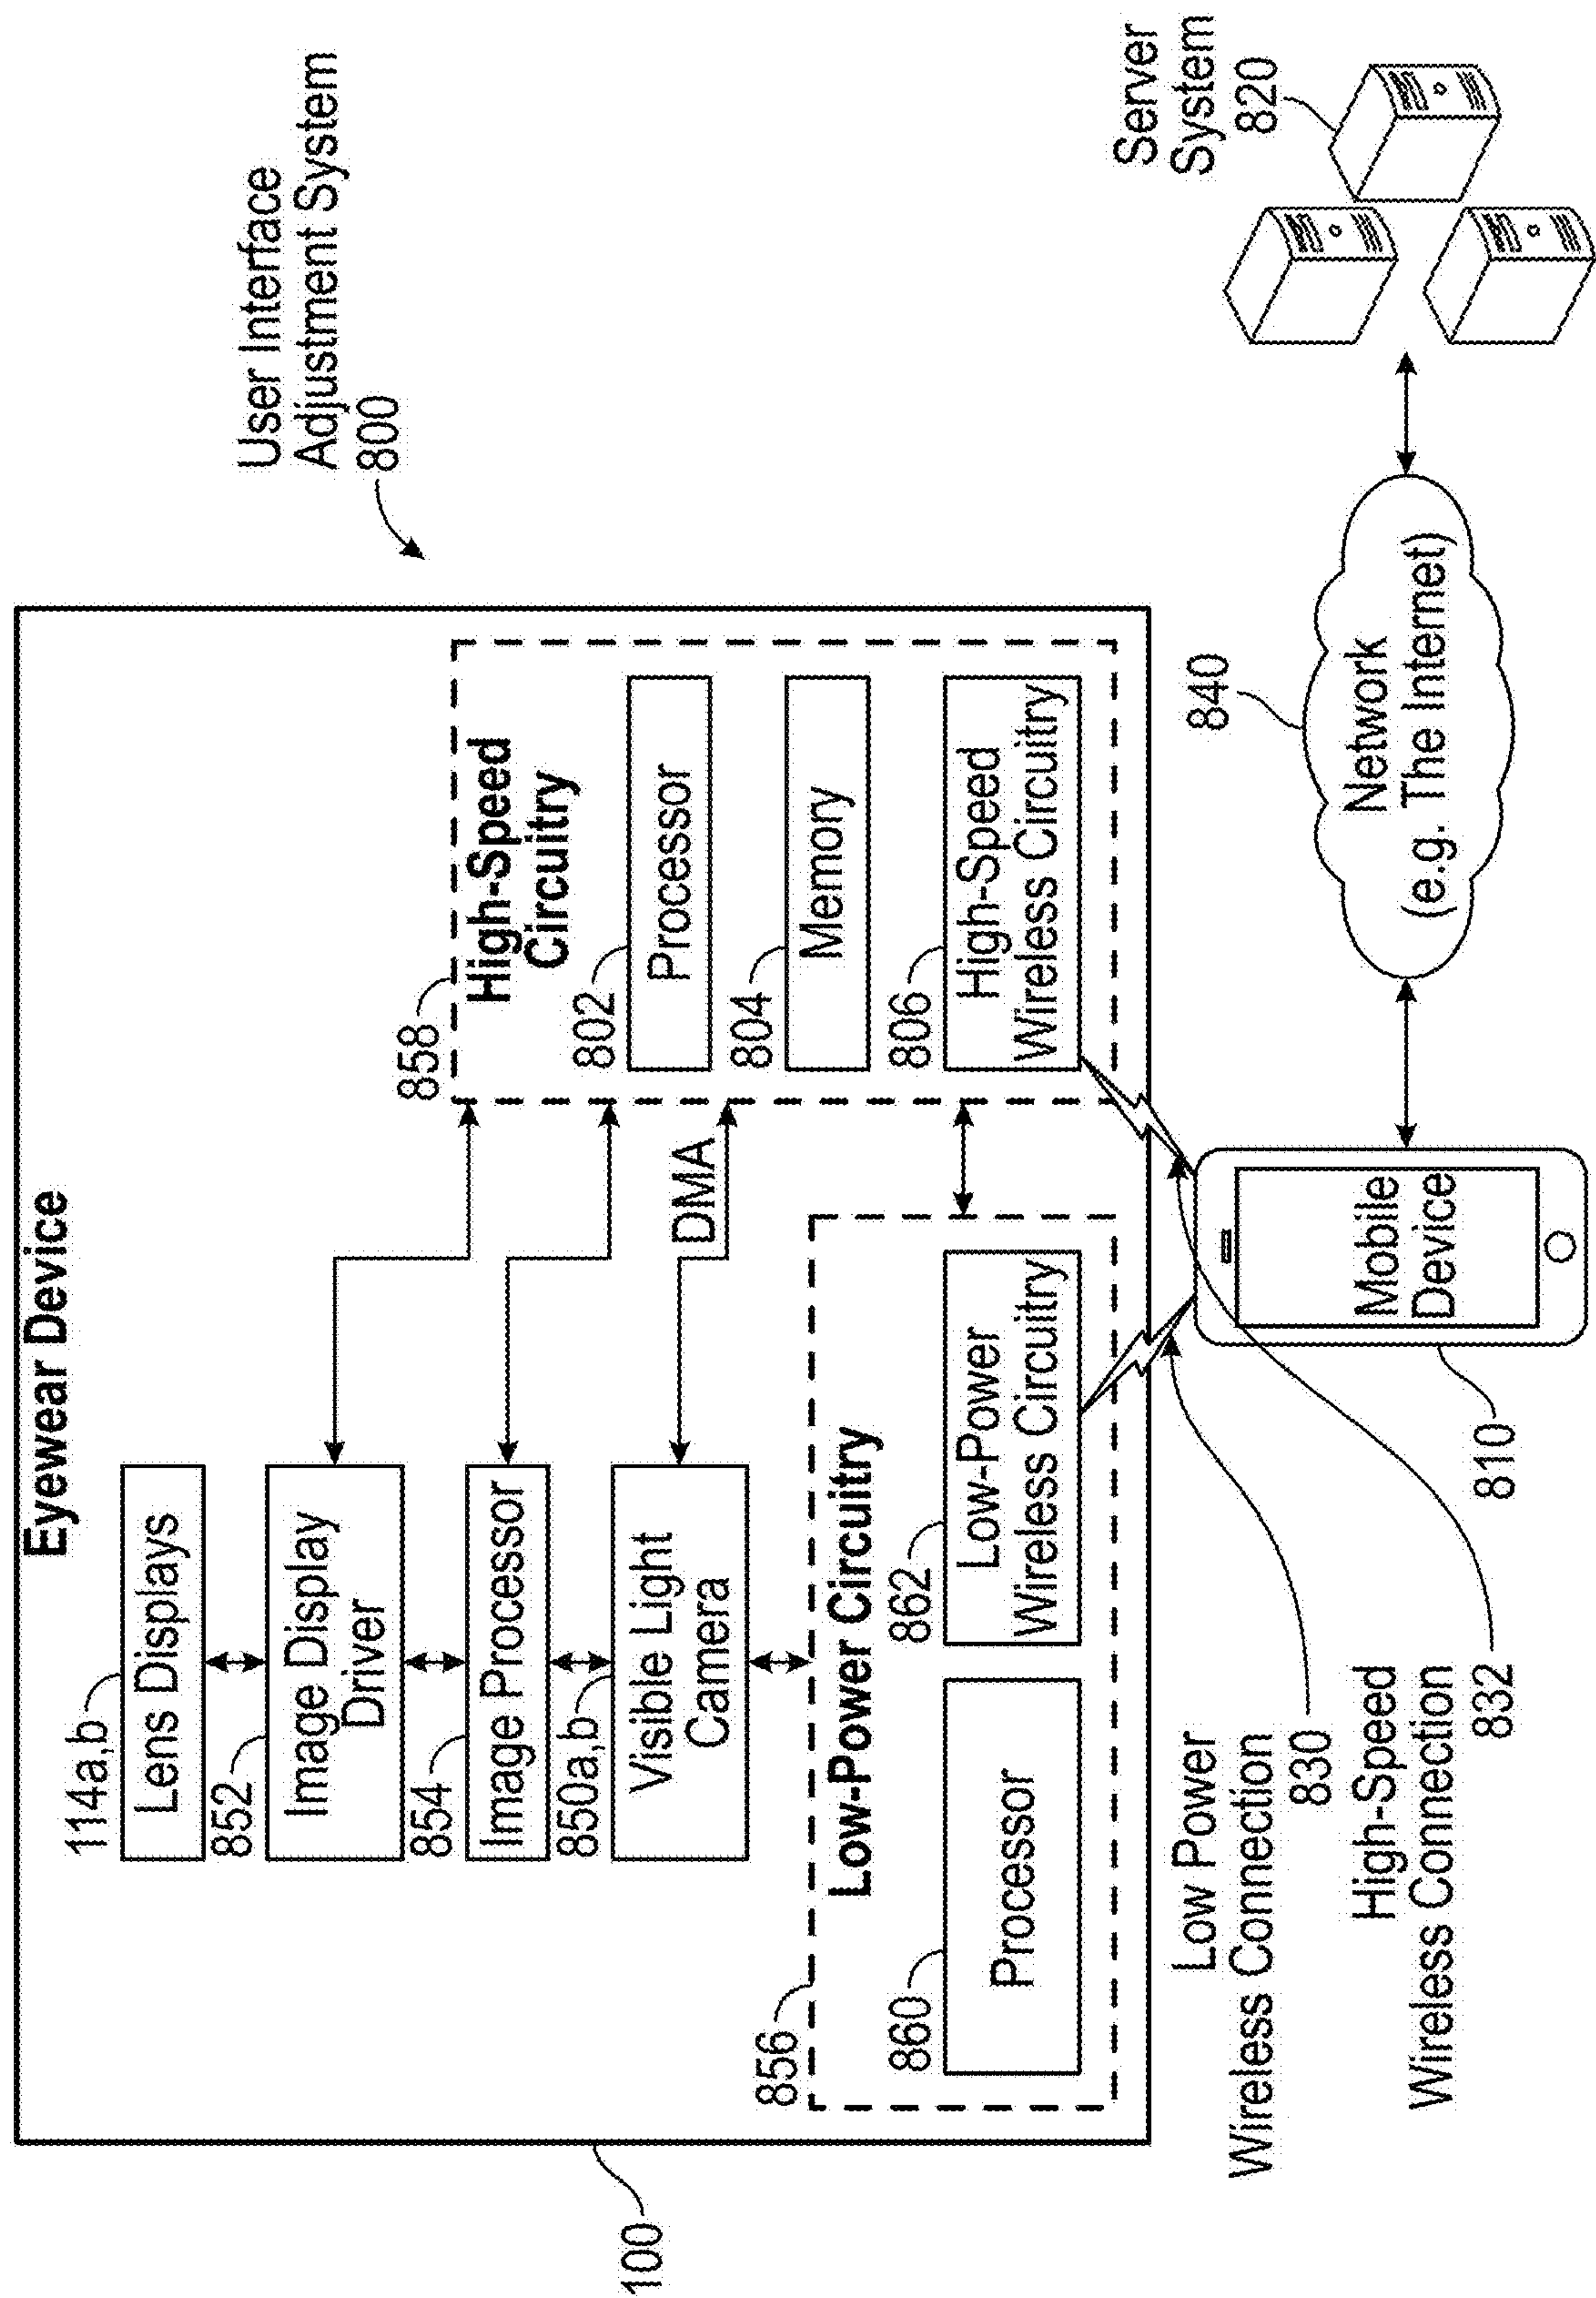 User Interface
Adjustment System
800
Eyewear Device
114a,b
Lens Displays
852
Image Display
Driver
854
Image Processor
850a,b
Visible Light
Camera
DMA
858
High-Speed
Circuitry
802
Processor
804
Memory
806
High-Speed
Wireless Circuitry
856
Low-Power Circuitry
860
Processor
862
Low-Power
Wireless Circuitry
100
Low Power
Wireless Connection
830
High-Speed
Wireless Connection
832
Mobile
Device
810
840
Network
(e.g. The Internet)
Server
System
820